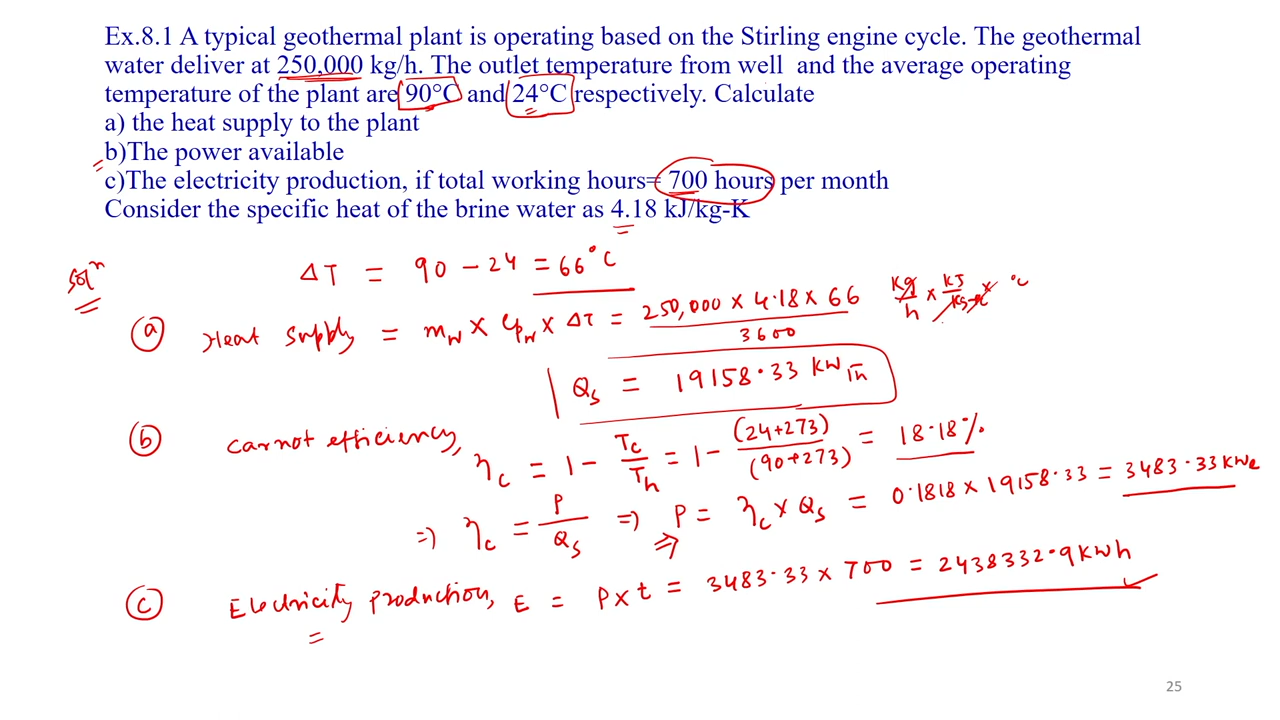 Ex.8.1 A typical geothermal plant is operating based on the Stirling engine cycle. The geothermal
water deliver at 250,000 kg/h. The outlet temperature from well and the average operating
temperature of the plant are 90°C and 24°C respectively. Calculate
a) the heat supply to the plant
b)The power available
c)The electricity production, if total working hours= 700 hours per month
Consider the specific heat of the brine water as 4.18 kJ/kg-K
Solⁿ
ΔT = 90 - 24 = 66°C
(a) Heat supply = m_w × Cp_w × ΔT = 250,000 × 4.18 × 66 / 3600 kg/h × KJ/kg-°C × °C
Q_s = 19158.33 KW_th
(b) Carnot efficiency, η_c = 1 - T_c/T_h = 1 - (24+273)/(90+273) = 18.18%
⇒ η_c = P/Q_s ⇒ P = η_c × Q_s = 0.1818 × 19158.33 = 3483.33 KWe
(c) Electricity production, E = P × t = 3483.33 × 700 = 2438332.9 KWh
25